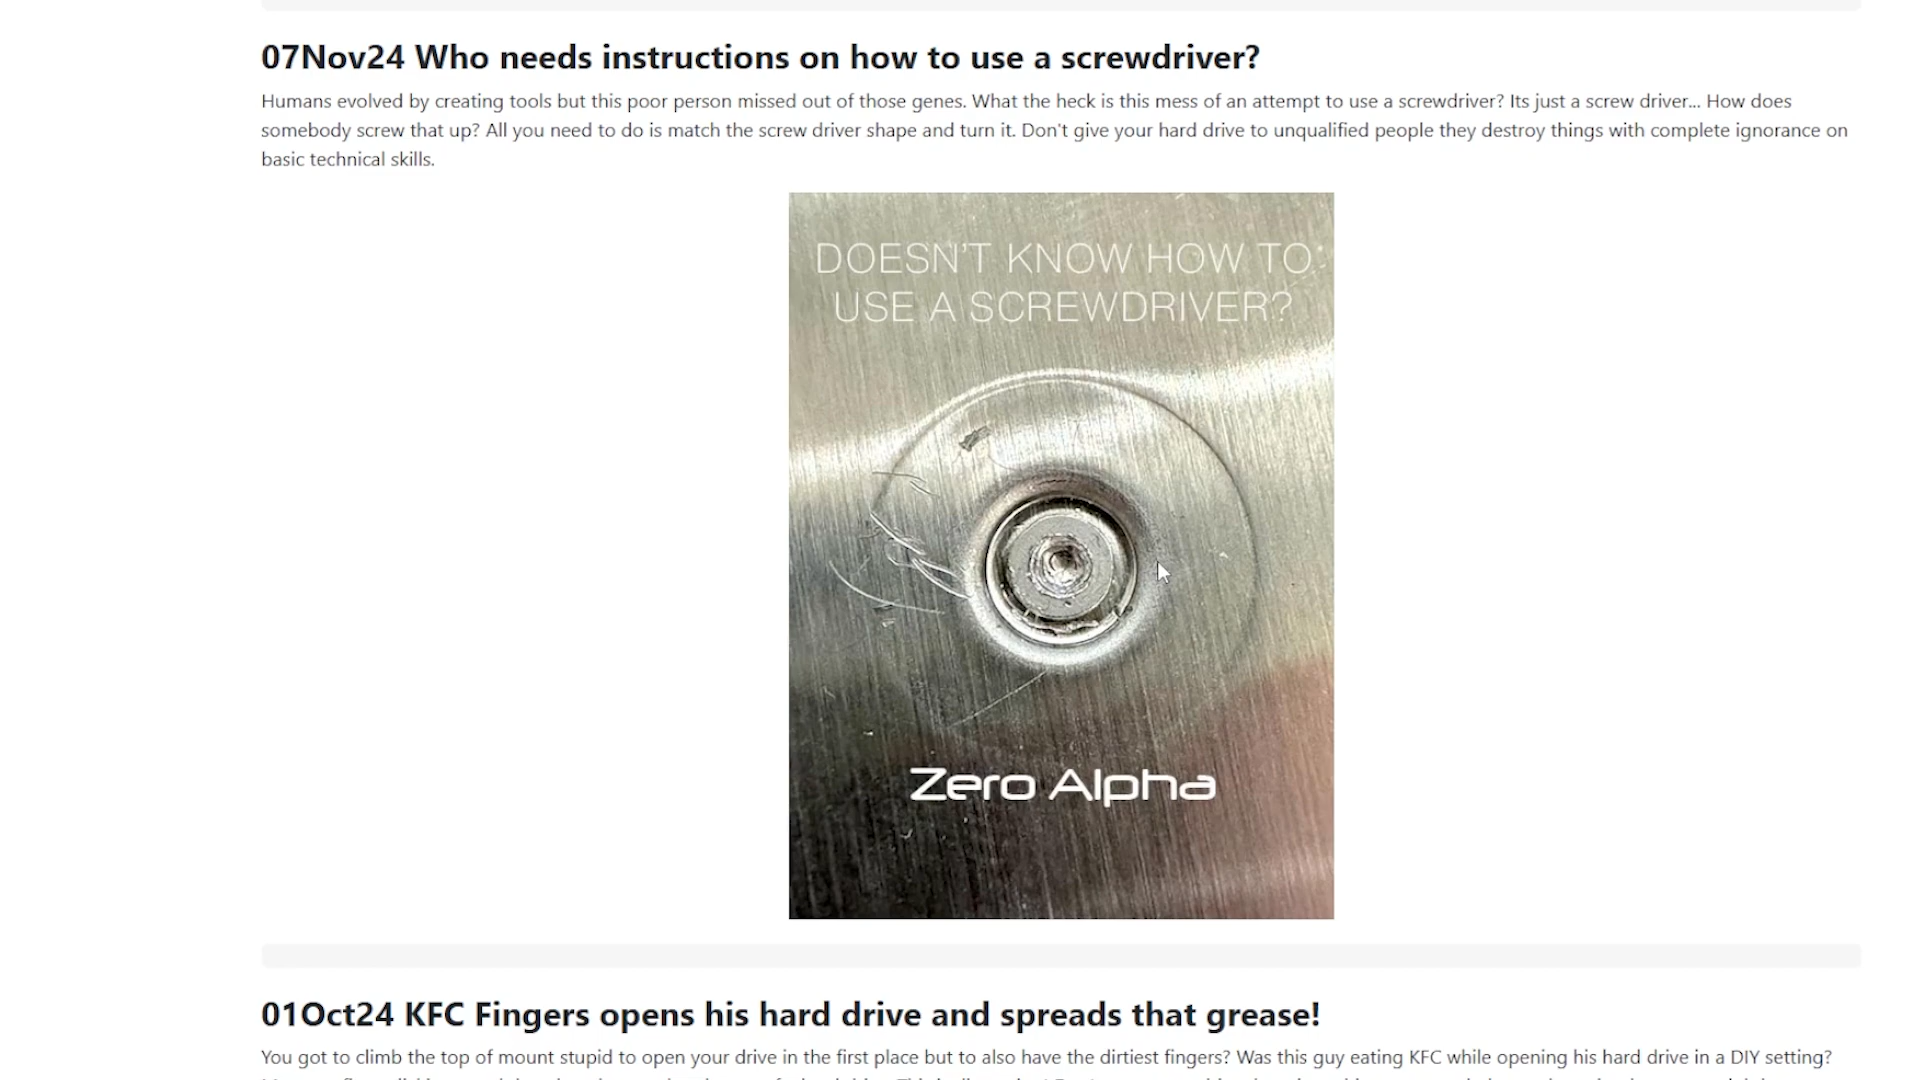 07Nov24 Who needs instructions on how to use a screwdriver?
Humans evolved by creating tools but this poor person missed out of those genes. What the heck is this mess of an attempt to use a screwdriver? Its just a screw driver... How does
somebody screw that up? All you need to do is match the screw driver shape and turn it. Don't give your hard drive to unqualified people they destroy things with complete ignorance on
basic technical skills.
DOESN'T KNOW HOW TO
USE A SCREWDRIVER?
Zero Alpha
01Oct24 KFC Fingers opens his hard drive and spreads that grease!
You got to climb the top of mount stupid to open your drive in the first place but to also have the dirtiest fingers? Was this guy eating KFC while opening his hard drive in a DIY setting?